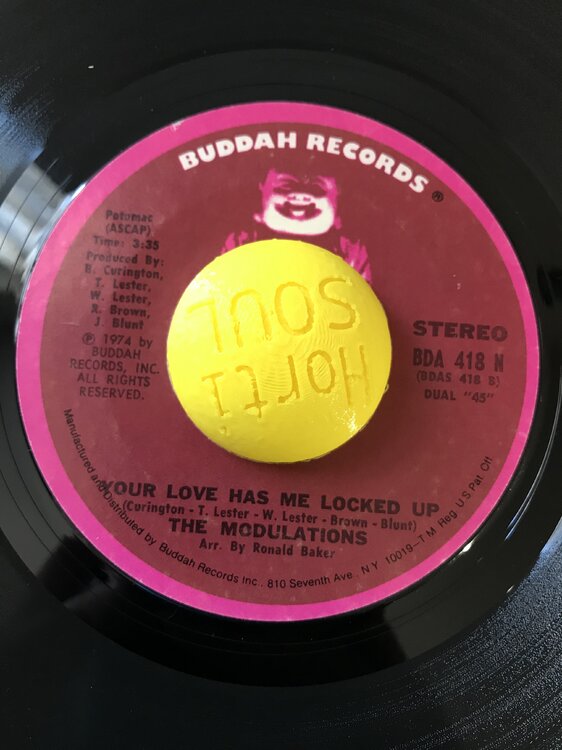 BUDDAH RECORDS®
Potomac
(ASCAP)
Time: 3:35
Produced By:
B. Curington,
T. Lester,
W. Lester,
R. Brown,
J. Blunt
℗ 1974 by
BUDDAH
RECORDS, INC.
ALL RIGHTS
RESERVED.
Horti
SOUL
STEREO
BDA 418 N
(BDAS 418 B)
DUAL "45"
YOUR LOVE HAS ME LOCKED UP
(Curington - T. Lester - W. Lester - Brown - Blunt)
THE MODULATIONS
Arr. By Ronald Baker
Manufactured and Distributed by Buddah Records Inc., 810 Seventh Ave., N.Y. 10019—T.M. Reg. U.S. Pat. Off.